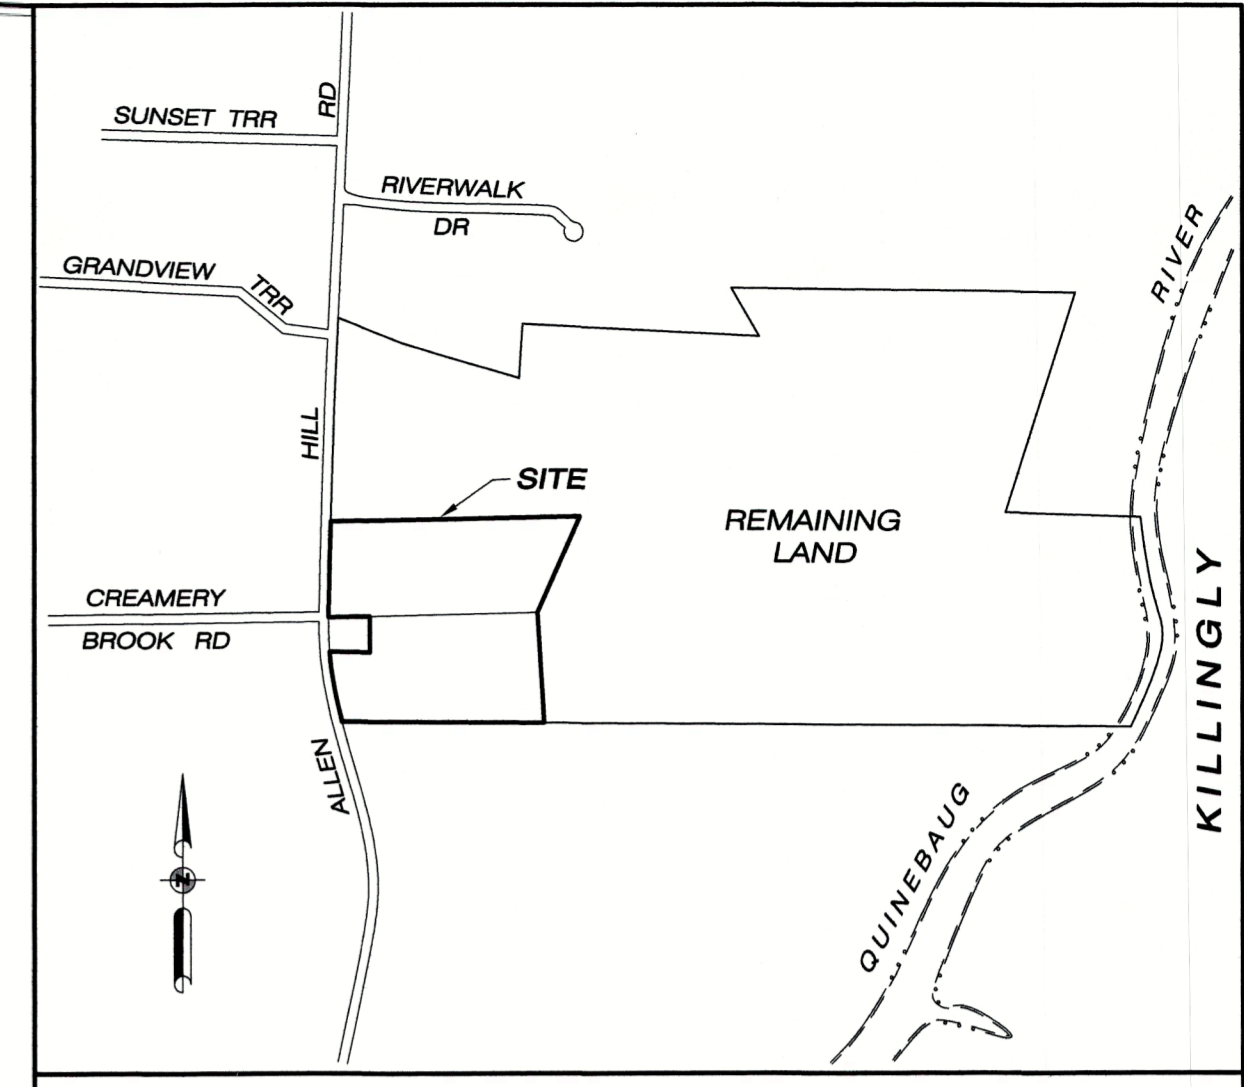 SUNSET TRR
RD
RIVERWALK
DR
GRANDVIEW
TRR
RIVER
HILL
SITE
REMAINING
LAND
CREAMERY
BROOK RD
KILLINGLY
ALLEN
QUINEBAUG
N